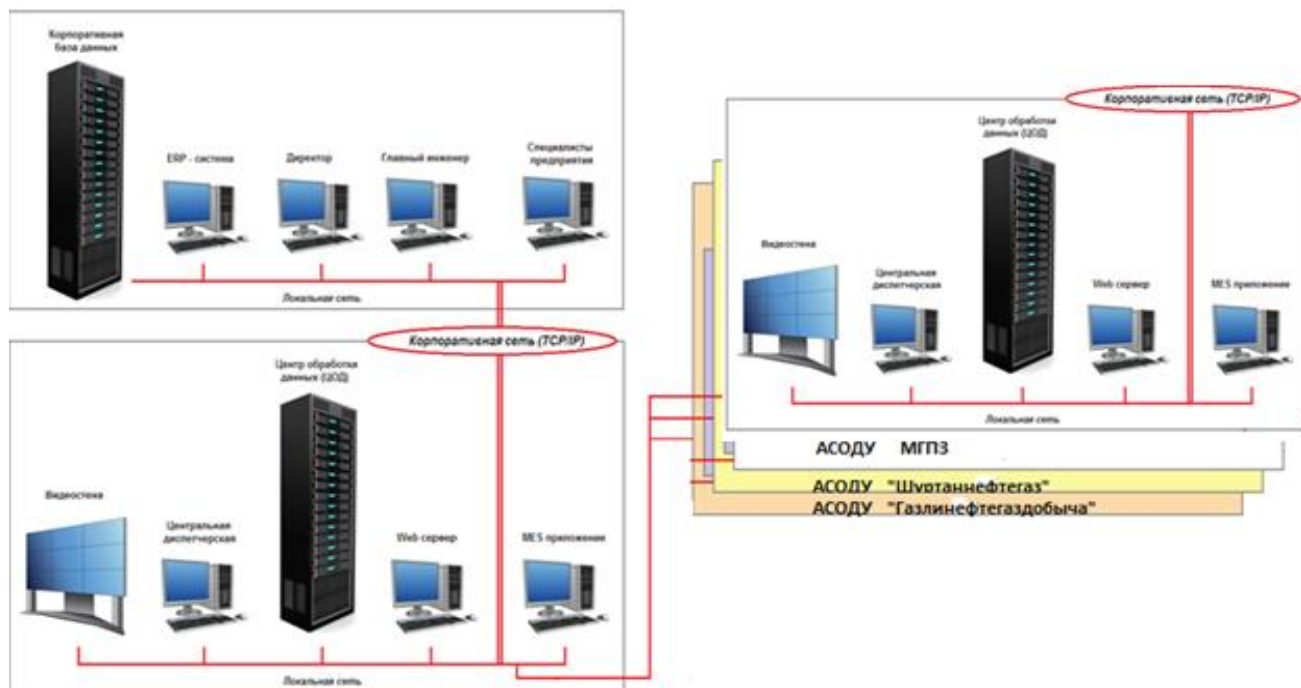 Корпоративная
база данных
ERP - система
Директор
Главный инженер
Специалисты
предприятия
Локальная сеть
Корпоративная сеть (TCP/IP)
Центр обработки
данных (ЦОД)
Видеостена
Центральная
диспетчерская
Web сервер
MES приложение
Локальная сеть
Корпоративная сеть (TCP/IP)
Центр обработки
данных (ЦОД)
Видеостена
Центральная
диспетчерская
Web сервер
MES приложение
Локальная сеть
АСОДУ МГПЗ
АСОДУ "Шуртаннефтегаз"
АСОДУ "Газлинефтегаздобыча"